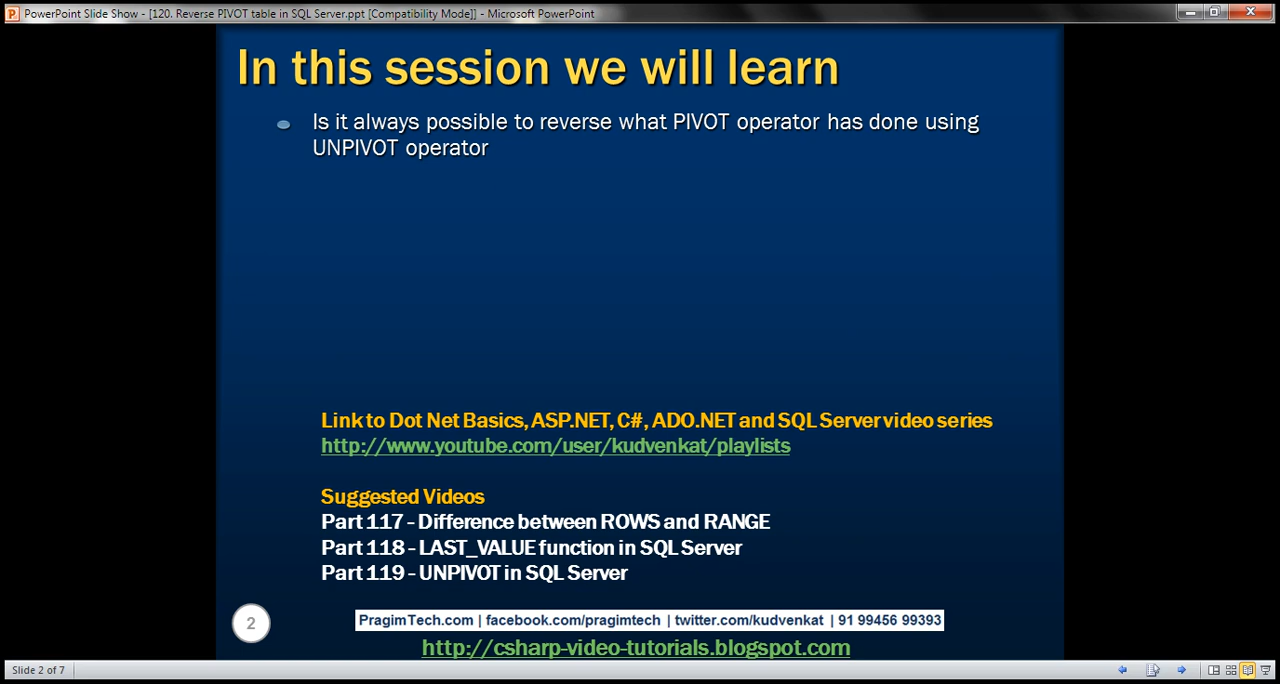 PowerPoint Slide Show - [120. Reverse PIVOT table in SQL Server.ppt [Compatibility Mode]] - Microsoft PowerPoint
In this session we will learn
Is it always possible to reverse what PIVOT operator has done using
UNPIVOT operator
Link to Dot Net Basics, ASP.NET, C#, ADO.NET and SQL Server video series
http://www.youtube.com/user/kudvenkat/playlists
Suggested Videos
Part 117 - Difference between ROWS and RANGE
Part 118 - LAST_VALUE function in SQL Server
Part 119 - UNPIVOT in SQL Server
2
PragimTech.com | facebook.com/pragimtech | twitter.com/kudvenkat | 91 99456 99393
http://csharp-video-tutorials.blogspot.com
Slide 2 of 7